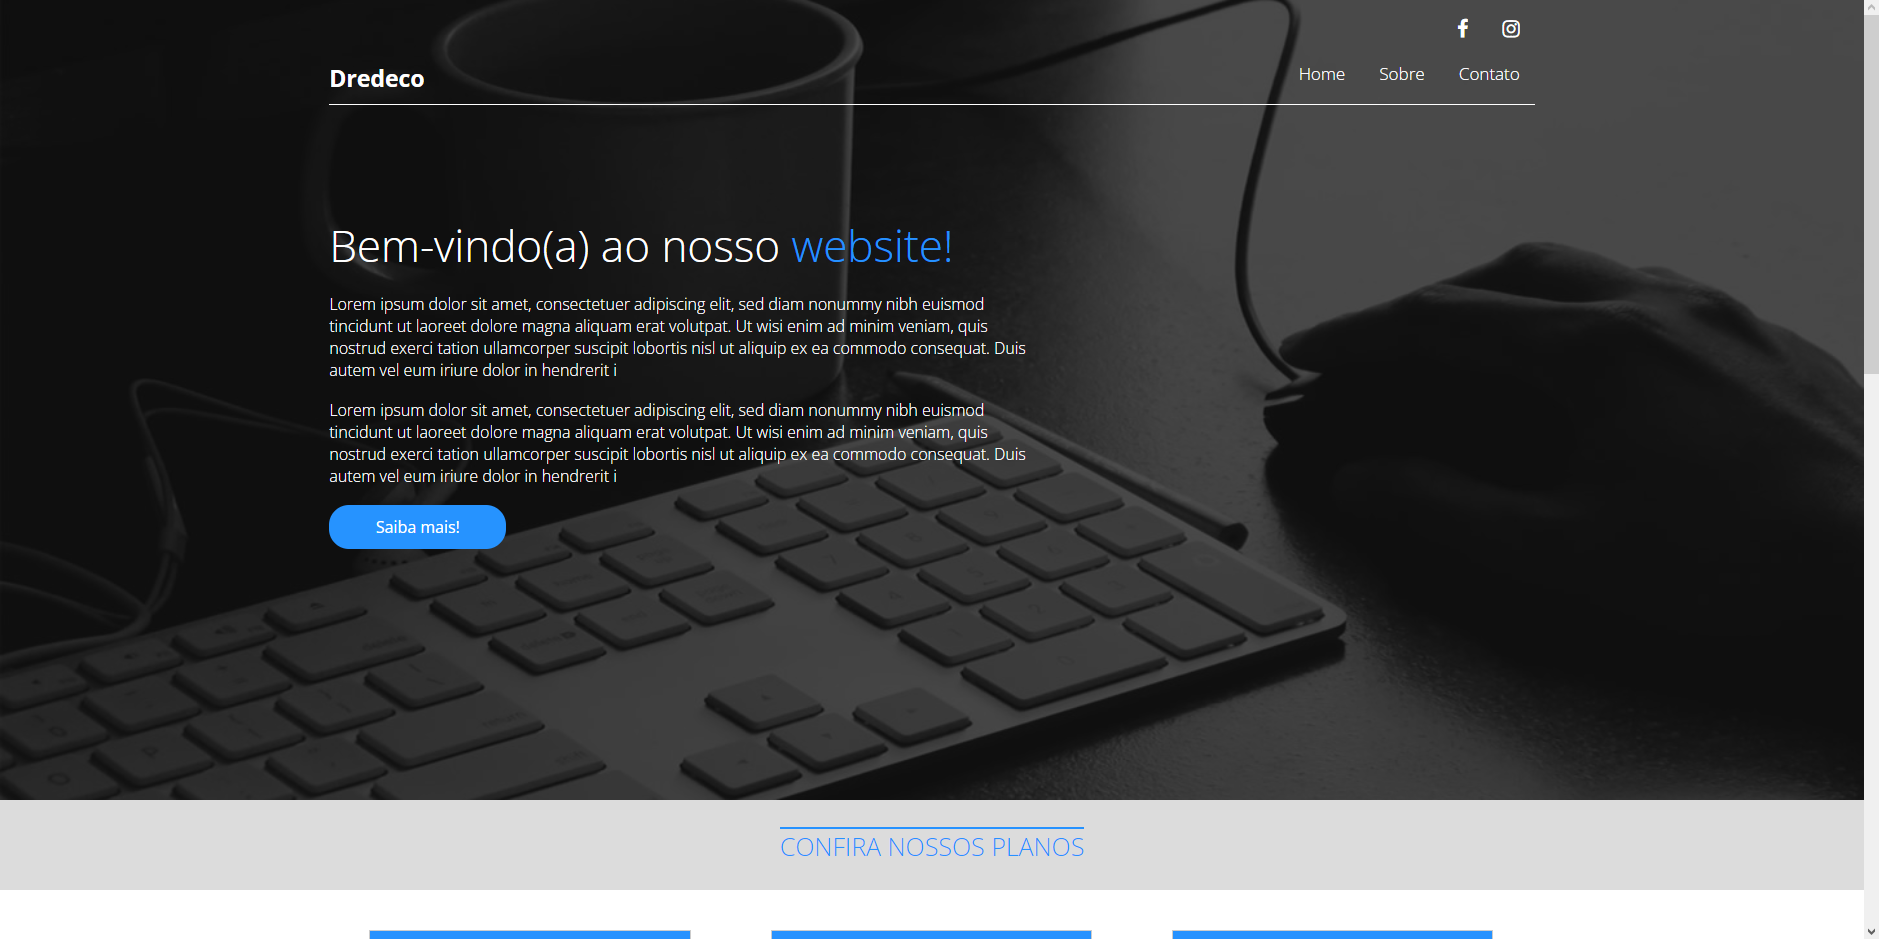 Dredeco
Home Sobre Contato
Bem-vindo(a) ao nosso website!
Lorem ipsum dolor sit amet, consectetuer adipiscing elit, sed diam nonummy nibh euismod
tincidunt ut laoreet dolore magna aliquam erat volutpat. Ut wisi enim ad minim veniam, quis
nostrud exerci tation ullamcorper suscipit lobortis nisl ut aliquip ex ea commodo consequat. Duis
autem vel eum iriure dolor in hendrerit i
Lorem ipsum dolor sit amet, consectetuer adipiscing elit, sed diam nonummy nibh euismod
tincidunt ut laoreet dolore magna aliquam erat volutpat. Ut wisi enim ad minim veniam, quis
nostrud exerci tation ullamcorper suscipit lobortis nisl ut aliquip ex ea commodo consequat. Duis
autem vel eum iriure dolor in hendrerit i
Saiba mais!
CONFIRA NOSSOS PLANOS